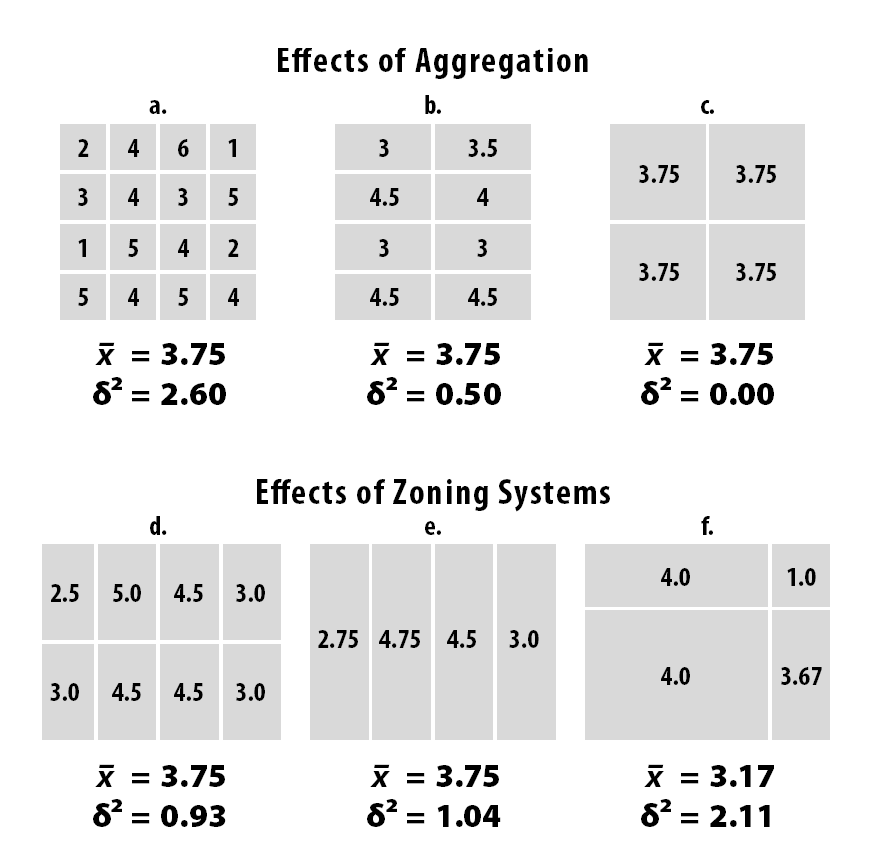 Effects of Aggregation
a. b. c.
2 4 6 1
3 4 3 5
1 5 4 2
5 4 5 4
3 3.5
4.5 4
3 3
4.5 4.5
3.75 3.75
3.75 3.75
x̄ = 3.75 x̄ = 3.75 x̄ = 3.75
δ² = 2.60 δ² = 0.50 δ² = 0.00
Effects of Zoning Systems
d. e. f.
2.5 5.0 4.5 3.0
3.0 4.5 4.5 3.0
2.75 4.75 4.5 3.0
4.0 1.0
4.0 3.67
x̄ = 3.75 x̄ = 3.75 x̄ = 3.17
δ² = 0.93 δ² = 1.04 δ² = 2.11